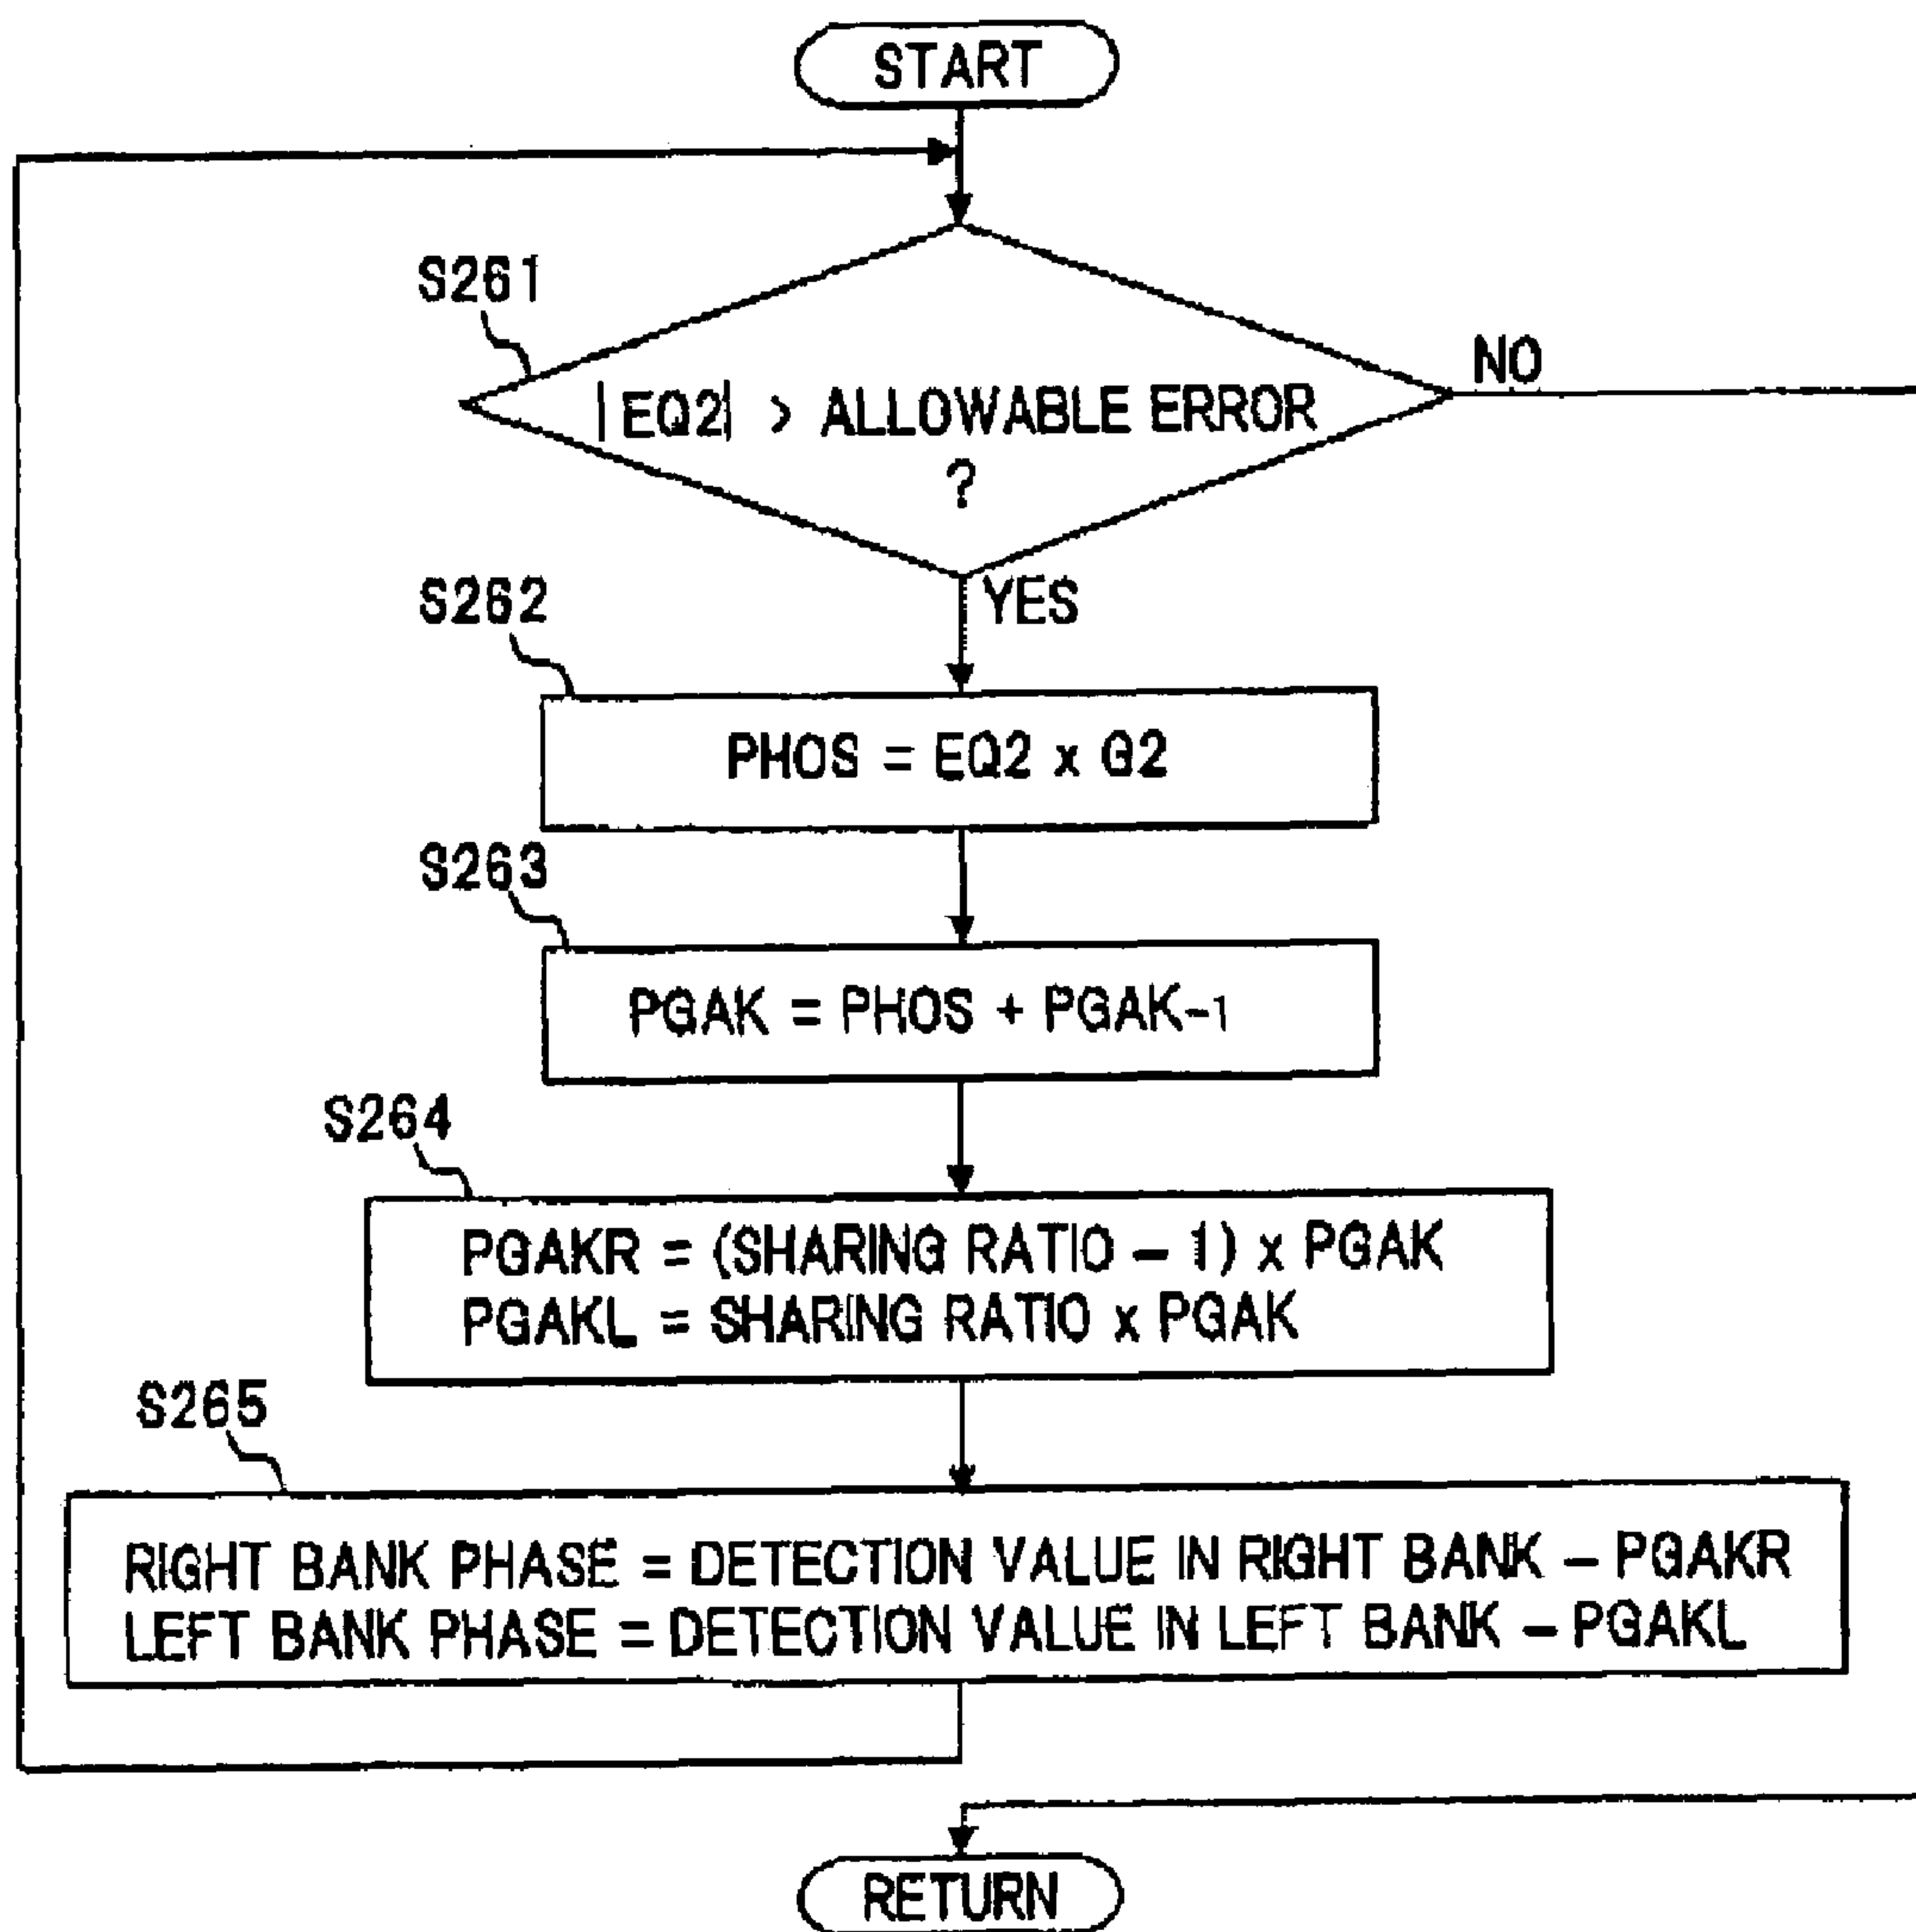 START
S261
|EQ2| > ALLOWABLE ERROR
?
NO
YES
S262
PHOS = EQ2 x G2
S263
PGAK = PHOS + PGAK-1
S264
PGAKR = (SHARING RATIO - 1) x PGAK
PGAKL = SHARING RATIO x PGAK
S265
RIGHT BANK PHASE = DETECTION VALUE IN RIGHT BANK - PGAKR
LEFT BANK PHASE = DETECTION VALUE IN LEFT BANK - PGAKL
RETURN